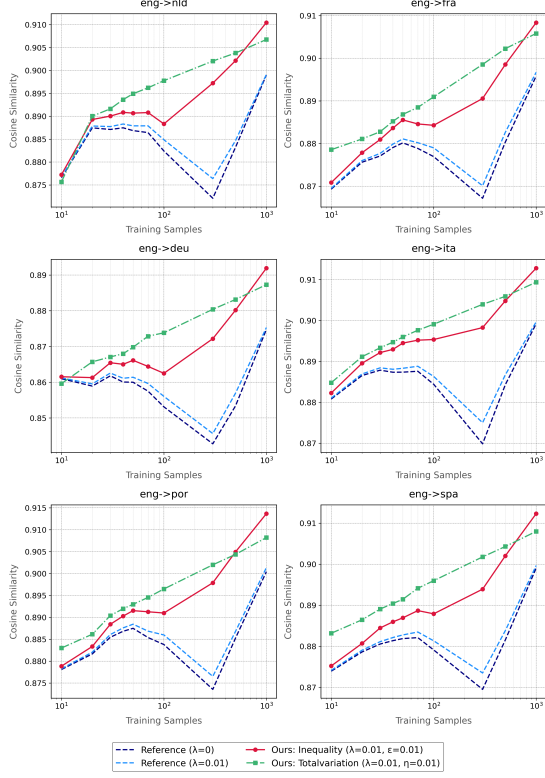 eng->nld
eng->fra
0.910
0.905
0.900
0.895
0.890
0.885
0.880
0.875
Cosine Similarity
10¹
10²
10³
Training Samples
0.91
0.90
0.89
0.88
0.87
Cosine Similarity
10¹
10²
10³
Training Samples
eng->deu
eng->ita
0.89
0.88
0.87
0.86
0.85
Cosine Similarity
10¹
10²
10³
Training Samples
0.91
0.90
0.89
0.88
0.87
Cosine Similarity
10¹
10²
10³
Training Samples
eng->por
eng->spa
0.915
0.910
0.905
0.900
0.895
0.890
0.885
0.880
0.875
Cosine Similarity
10¹
10²
10³
Training Samples
0.91
0.90
0.89
0.88
0.87
Cosine Similarity
10¹
10²
10³
Training Samples
Reference (λ=0)
Reference (λ=0.01)
Ours: Inequality (λ=0.01, ε=0.01)
Ours: Totalvariation (λ=0.01, η=0.01)